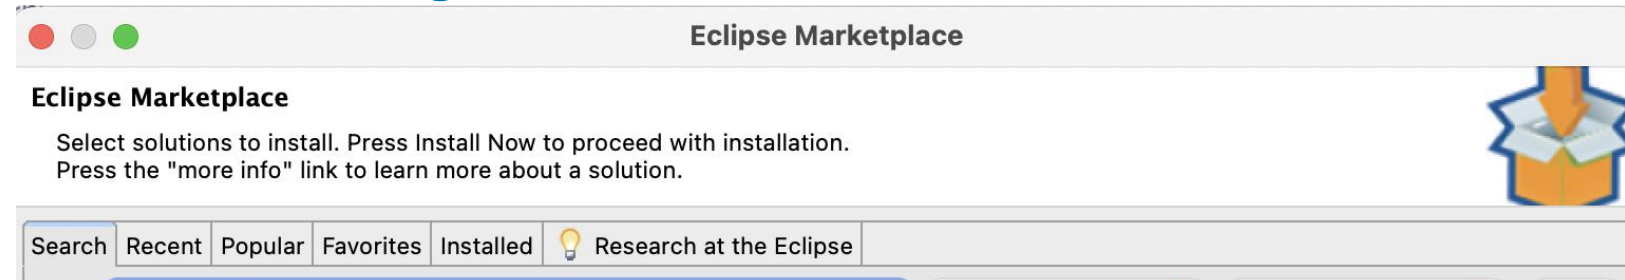 Eclipse Marketplace
Eclipse Marketplace
Select solutions to install. Press Install Now to proceed with installation.
Press the "more info" link to learn more about a solution.
Search Recent Popular Favorites Installed Research at the Eclipse